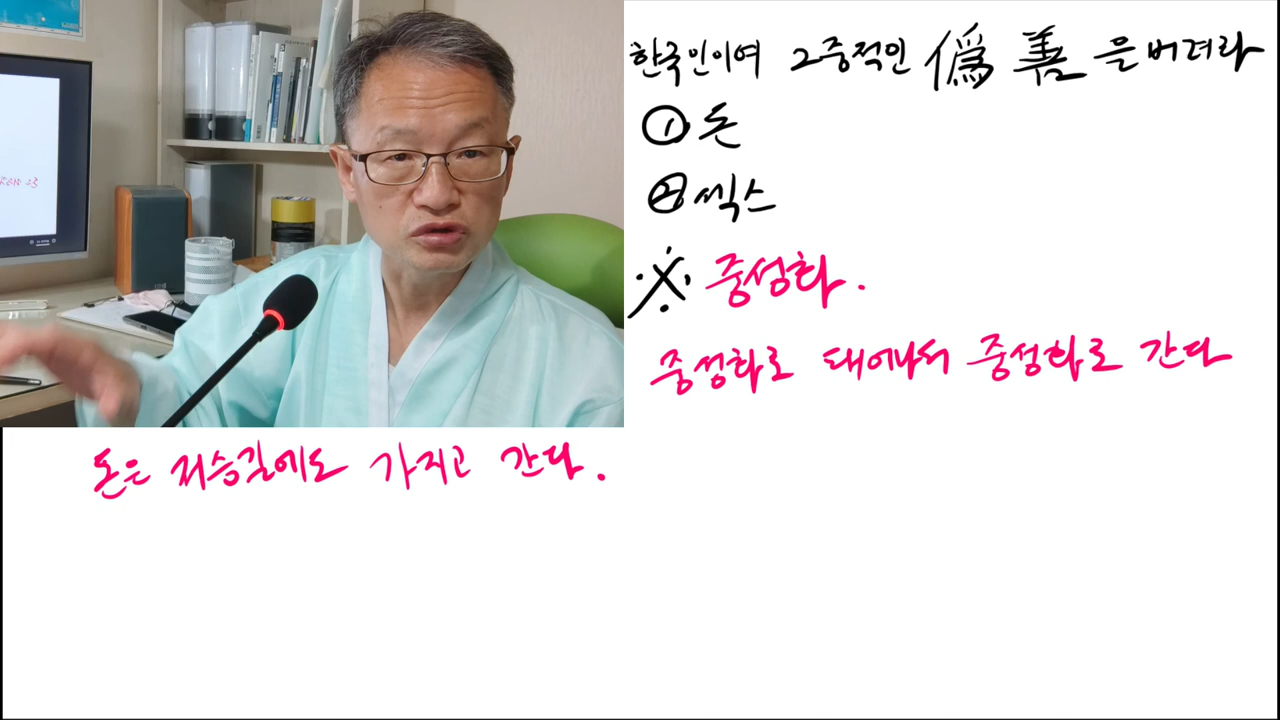 한국인이여 2중적인 僞善을버려라
① 돈
② 섹스
※ 중성화.
중성화로 태어나서 중성화로 간다
돈은 저승길에도 가지고 간다.